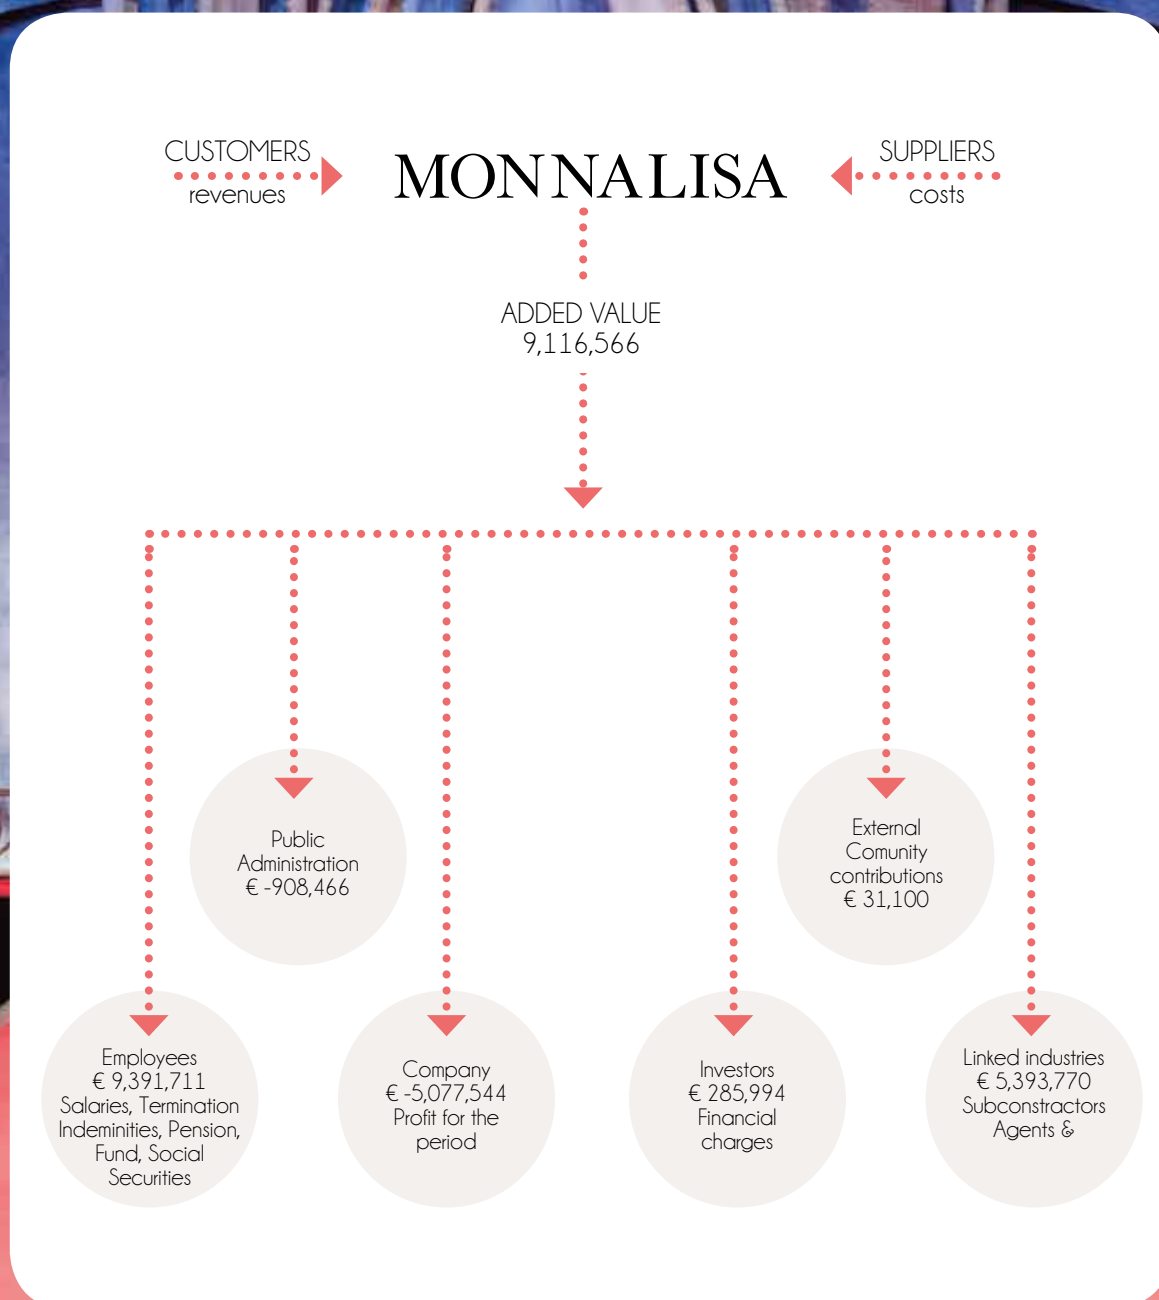 CUSTOMERS
revenues
MONNALISA
SUPPLIERS
costs
ADDED VALUE
9,116,566
Public
Administration
€ -908,466
External
Comunity
contributions
€ 31,100
Employees
€ 9,391,711
Salaries, Termination
Indeminities, Pension,
Fund, Social
Securities
Company
€ -5,077,544
Profit for the
period
Investors
€ 285,994
Financial
charges
Linked industries
€ 5,393,770
Subconstractors
Agents &